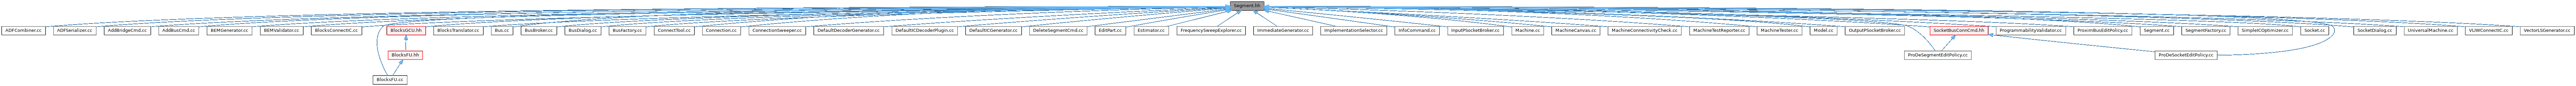 Segment.hh
ADFCombiner.cc
ADFSerializer.cc
AddBridgeCmd.cc
AddBusCmd.cc
BEMGenerator.cc
BEMValidator.cc
BlocksConnectIC.cc
BlocksGCU.hh
BlocksTranslator.cc
Bus.cc
BusBroker.cc
BusDialog.cc
BusFactory.cc
ConnectTool.cc
Connection.cc
ConnectionSweeper.cc
DefaultDecoderGenerator.cc
DefaultICDecoderPlugin.cc
DefaultICGenerator.cc
DeleteSegmentCmd.cc
EditPart.cc
Estimator.cc
FrequencySweepExplorer.cc
ImmediateGenerator.cc
ImplementationSelector.cc
InfoCommand.cc
InputPSocketBroker.cc
Machine.cc
MachineCanvas.cc
MachineConnectivityCheck.cc
MachineTestReporter.cc
MachineTester.cc
Model.cc
OutputPSocketBroker.cc
SocketBusConnCmd.hh
ProgrammabilityValidator.cc
ProximBusEditPolicy.cc
Segment.cc
SegmentFactory.cc
SimpleICOptimizer.cc
Socket.cc
SocketDialog.cc
UniversalMachine.cc
VLIWConnectIC.cc
VectorLSGenerator.cc
BlocksFU.hh
ProDeSegmentEditPolicy.cc
ProDeSocketEditPolicy.cc
BlocksFU.cc